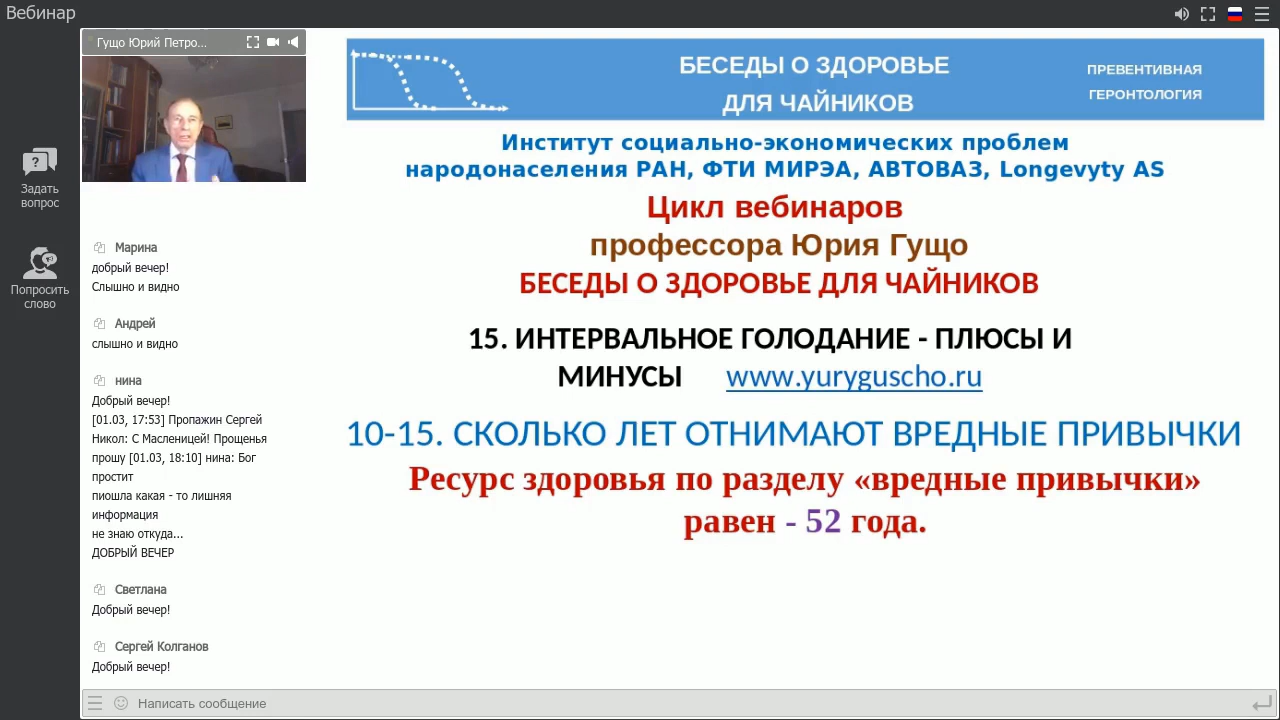 Вебинар
Гущо Юрий Петро...
Задать
вопрос
Попросить
слово
Марина
добрый вечер!
Слышно и видно
Андрей
слышно и видно
нина
Добрый вечер!
[01.03, 17:53] Пропажин Сергей
Никол: С Масленицей! Прощенья
прошу [01.03, 18:10] нина: Бог
простит
пиошла какая - то лишняя
информация
не знаю откуда...
ДОБРЫЙ ВЕЧЕР
Светлана
Добрый вечер!
Сергей Колганов
Добрый вечер!
Написать сообщение
БЕСЕДЫ О ЗДОРОВЬЕ
ДЛЯ ЧАЙНИКОВ
ПРЕВЕНТИВНАЯ
ГЕРОНТОЛОГИЯ
Институт социально-экономических проблем
народонаселения РАН, ФТИ МИРЭА, АВТОВАЗ, Longevyty AS
Цикл вебинаров
профессора Юрия Гущо
БЕСЕДЫ О ЗДОРОВЬЕ ДЛЯ ЧАЙНИКОВ
15. ИНТЕРВАЛЬНОЕ ГОЛОДАНИЕ - ПЛЮСЫ И
МИНУСЫ www.yuryguscho.ru
10-15. СКОЛЬКО ЛЕТ ОТНИМАЮТ ВРЕДНЫЕ ПРИВЫЧКИ
Ресурс здоровья по разделу «вредные привычки»
равен - 52 года.